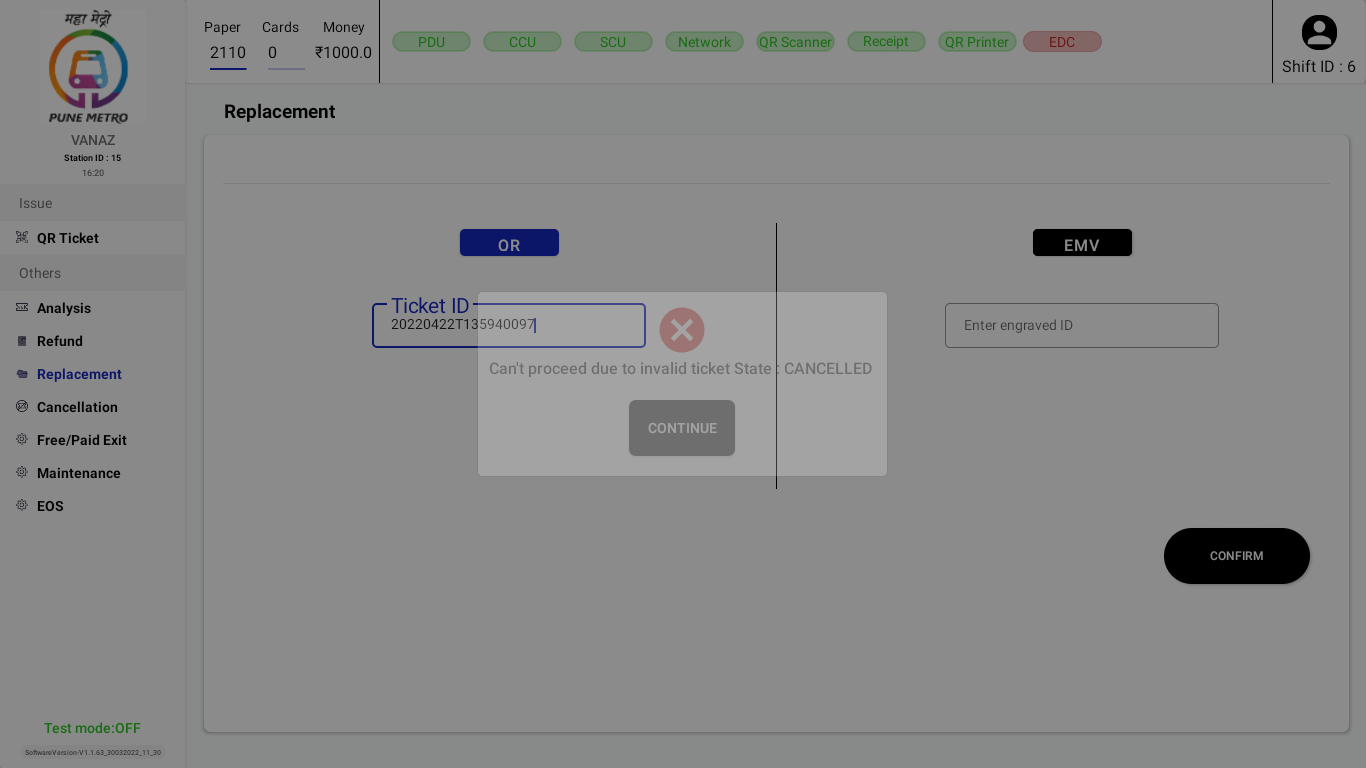 महा मेट्रो
PUNE METRO
VANAZ
Station ID : 15
16:20
Issue
QR Ticket
Others
Analysis
Refund
Replacement
Cancellation
Free/Paid Exit
Maintenance
EOS
Test mode:OFF
SoftwareVersion-V1.1.63_30032022_11_30
Paper Cards Money
2110 0 ₹1000.0
PDU CCU SCU Network QR Scanner Receipt QR Printer EDC
Shift ID : 6
Replacement
QR EMV
Ticket ID
20220422T135940097 Enter engraved ID
Can't proceed due to invalid ticket State : CANCELLED
CONTINUE
CONFIRM